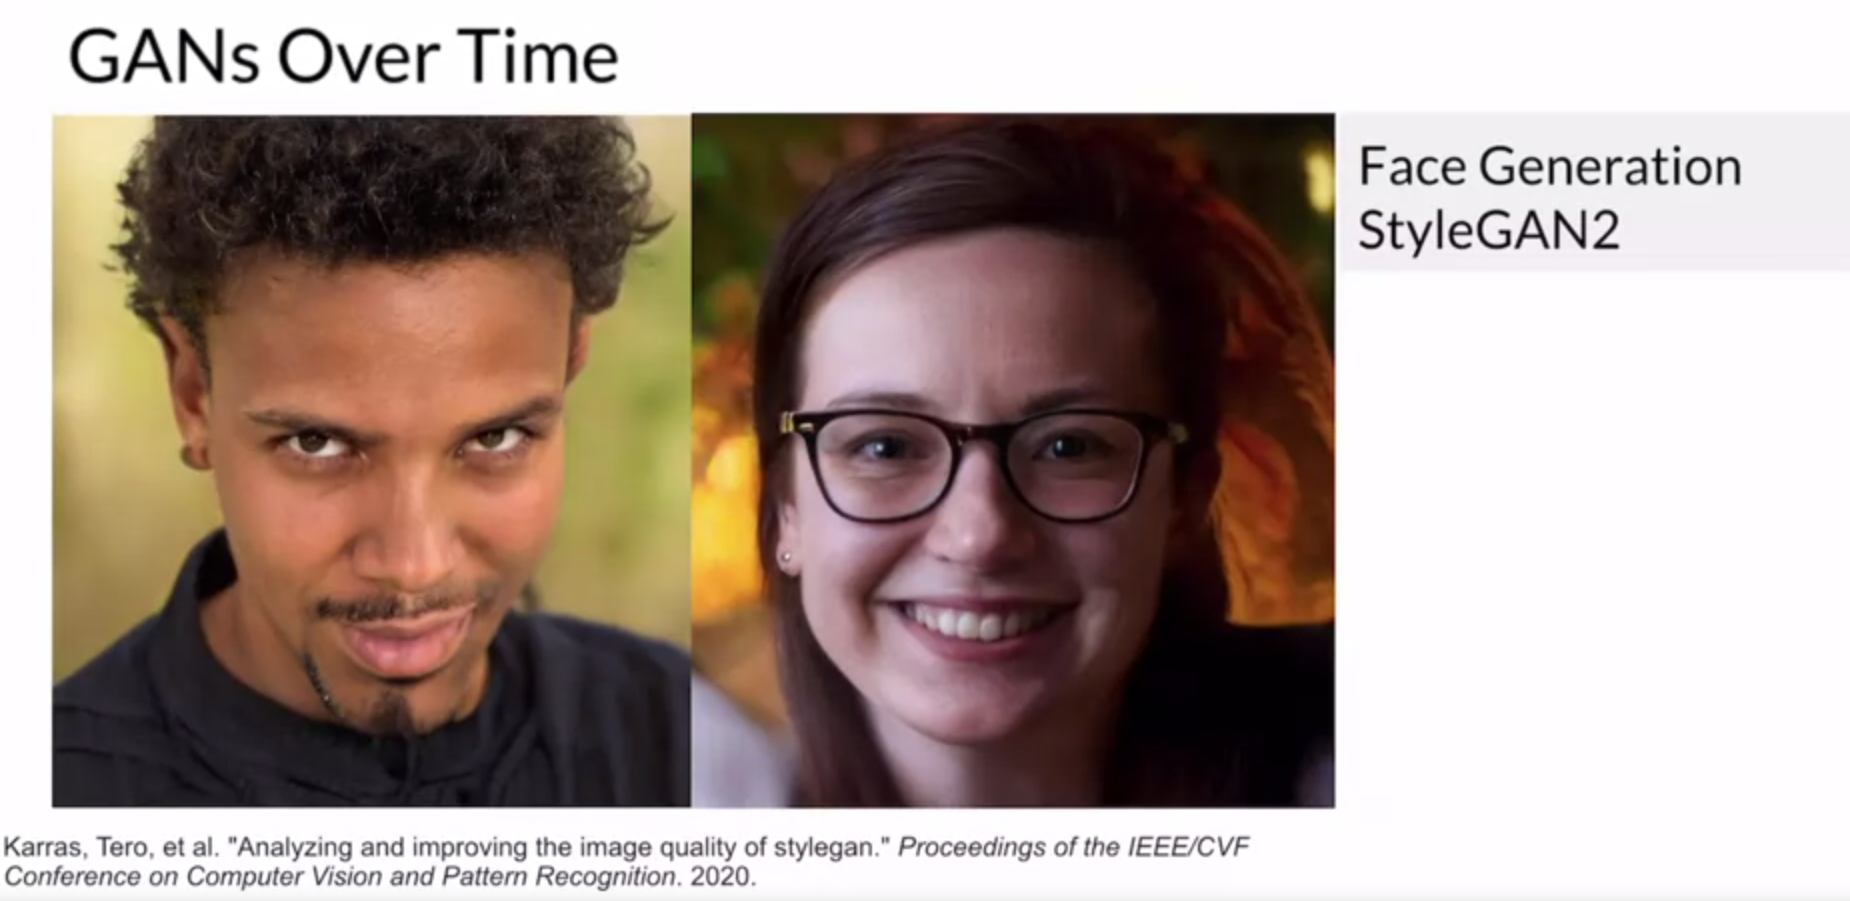 GANs Over Time
Face Generation
StyleGAN2
Karras, Tero, et al. "Analyzing and improving the image quality of stylegan." Proceedings of the IEEE/CVF
Conference on Computer Vision and Pattern Recognition. 2020.